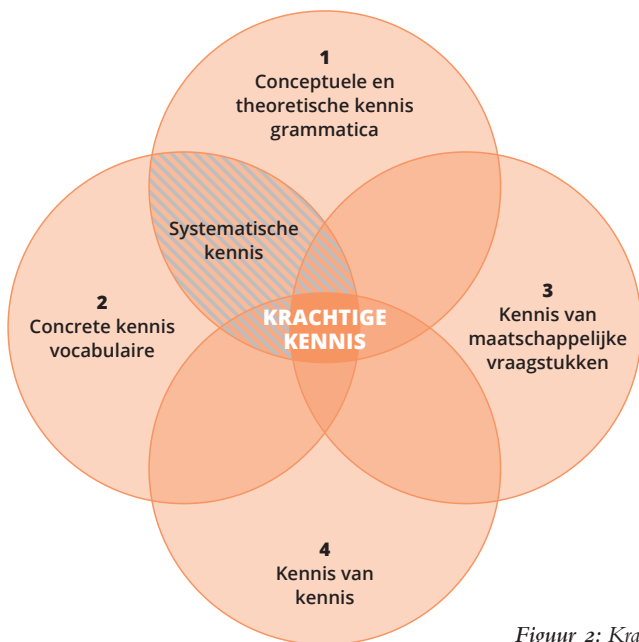 1
Conceptuele en
theoretische kennis
grammatica
Systematische
kennis
2
Concrete kennis
vocabulaire
KRACHTIGE
KENNIS
3
Kennis van
maatschappelijke
vraagstukken
4
Kennis van
kennis
Figuur 2: